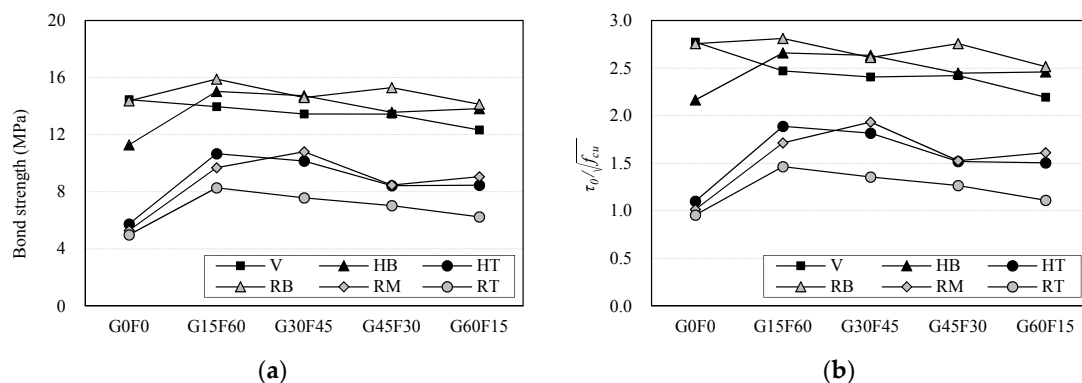 20
16
12
8
4
0
Bond strength (MPa)
V HB HT
RB RM RT
G0F0 G15F60 G30F45 G45F30 G60F15
(a)
3.0
2.5
2.0
1.5
1.0
0.5
0.0
τ0/√fcu
V HB HT
RB RM RT
G0F0 G15F60 G30F45 G45F30 G60F15
(b)